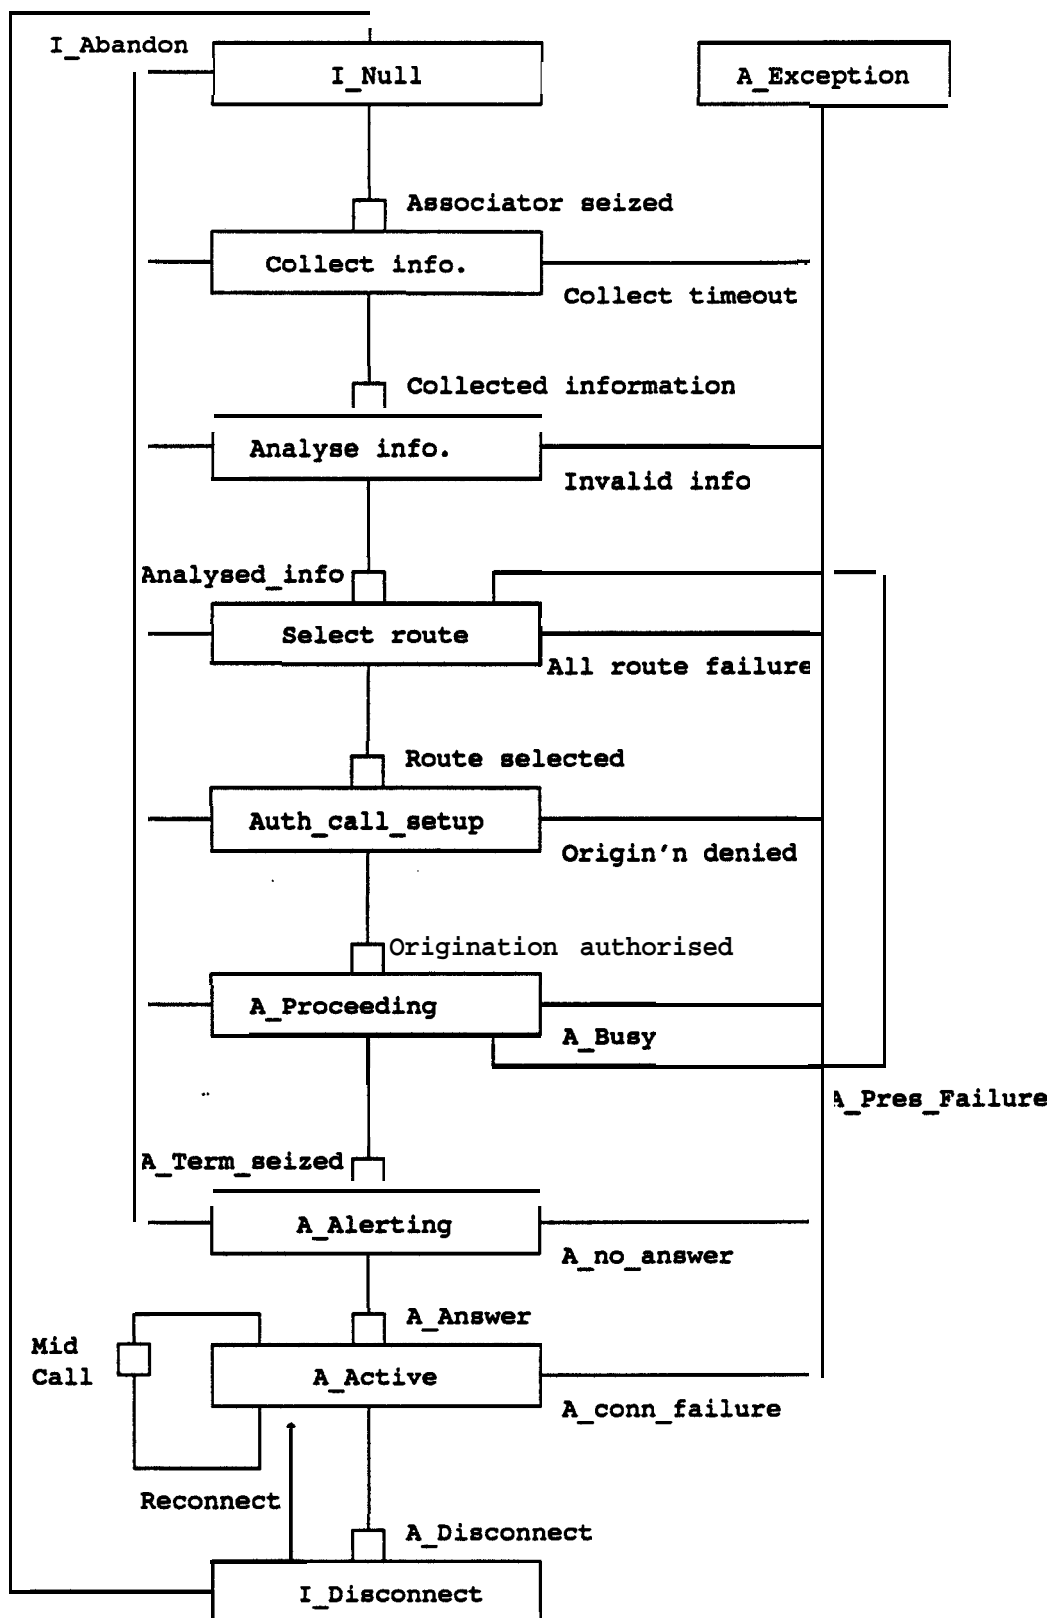 I_Abandon
I_Null
A_Exception
Associator seized
Collect info.
Collect timeout
Collected information
Analyse info.
Invalid info
Analysed_info
Select route
All route failure
Route selected
Auth_call_setup
Origin'n denied
Origination authorised
A_Proceeding
A_Busy
A_Pres_Failure
A_Term_seized
A_Alerting
A_no_answer
A_Answer
Mid
Call
A_Active
A_conn_failure
Reconnect
A_Disconnect
I_Disconnect